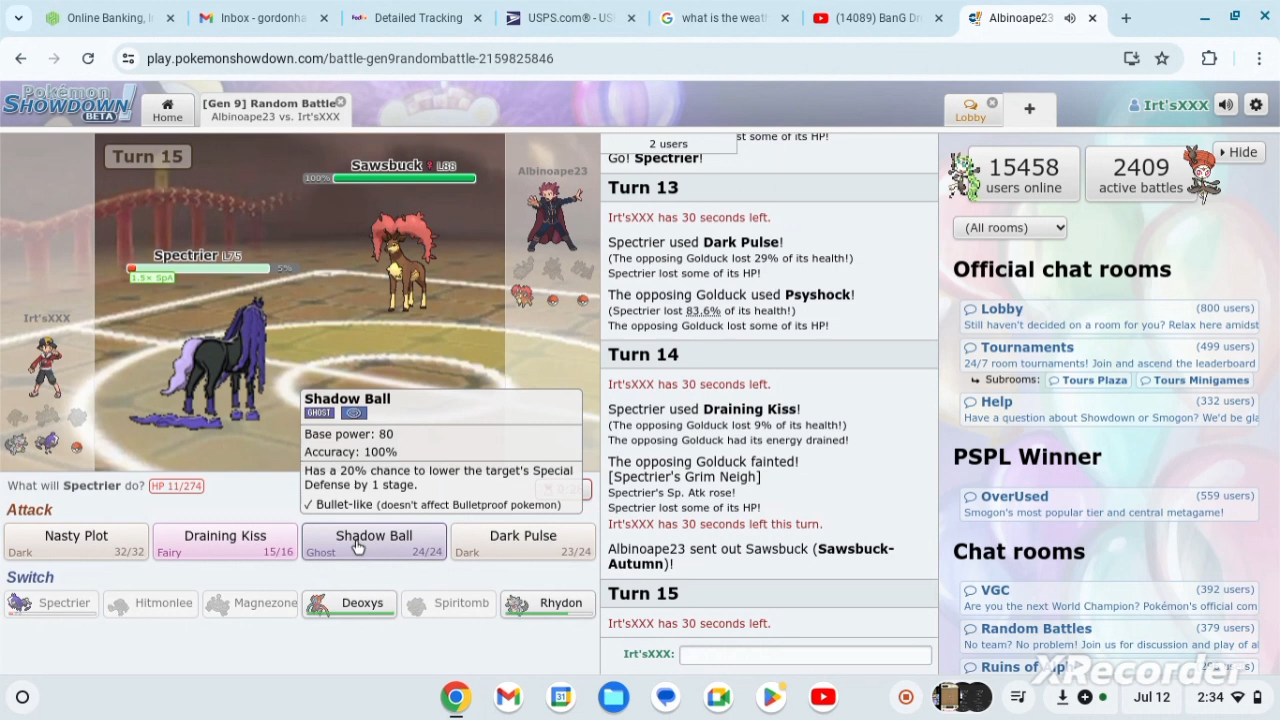 Online Banking, I
Inbox - gordonha
Detailed Tracking
USPS.com® - US
what is the weat
(14089) BanG Dr
Albinoape23
play.pokemonshowdown.com/battle-gen9randombattle-2159825846
Pokémon
SHOWDOWN!
BETA
Home
[Gen 9] Random Battle
Albinoape23 vs. Irt'sXXX
Lobby
Irt'sXXX
Turn 15
Sawsbuck L88
100%
Albinoape23
Spectrier L75
5%
1.5× SpA
Irt'sXXX
2 users
st some of its HP!
Go! Spectrier!
Turn 13
Irt'sXXX has 30 seconds left.
Spectrier used Dark Pulse!
(The opposing Golduck lost 29% of its health!)
Spectrier lost some of its HP!
The opposing Golduck used Psyshock!
(Spectrier lost 83.6% of its health!)
The opposing Golduck lost some of its HP!
Turn 14
Irt'sXXX has 30 seconds left.
Spectrier used Draining Kiss!
(The opposing Golduck lost 9% of its health!)
The opposing Golduck had its energy drained!
The opposing Golduck fainted!
[Spectrier's Grim Neigh]
Spectrier's Sp. Atk rose!
Spectrier lost some of its HP!
Irt'sXXX has 30 seconds left this turn.
Albinoape23 sent out Sawsbuck (Sawsbuck-
Autumn)!
Turn 15
Irt'sXXX has 30 seconds left.
Irt'sXXX:
Shadow Ball
GHOST
Base power: 80
Accuracy: 100%
Has a 20% chance to lower the target's Special
Defense by 1 stage.
✓ Bullet-like (doesn't affect Bulletproof pokemon)
What will Spectrier do? HP 11/274
Attack
Nasty Plot
Dark 32/32
Draining Kiss
Fairy 15/16
Shadow Ball
Ghost 24/24
Dark Pulse
Dark 23/24
Switch
Spectrier
Hitmonlee
Magnezone
Deoxys
Spiritomb
Rhydon
15458
users online
2409
active battles
Hide
(All rooms)
Official chat rooms
Lobby (800 users)
Still haven't decided on a room for you? Relax here amidst
Tournaments (499 users)
24/7 room tournaments! Join and ascend the leaderboard
Subrooms: Tours Plaza Tours Minigames
Help (332 users)
Have a question about Showdown or Smogon? We'd be gla
PSPL Winner
OverUsed (559 users)
Smogon's most popular tier and central metagame!
Chat rooms
VGC (392 users)
Are you the next World Champion? Pokémon's official com
Random Battles (379 users)
No team? No problem! Join us for discussion and play of al
Ruins of Alph
XRecorder
Jul 12
2:34